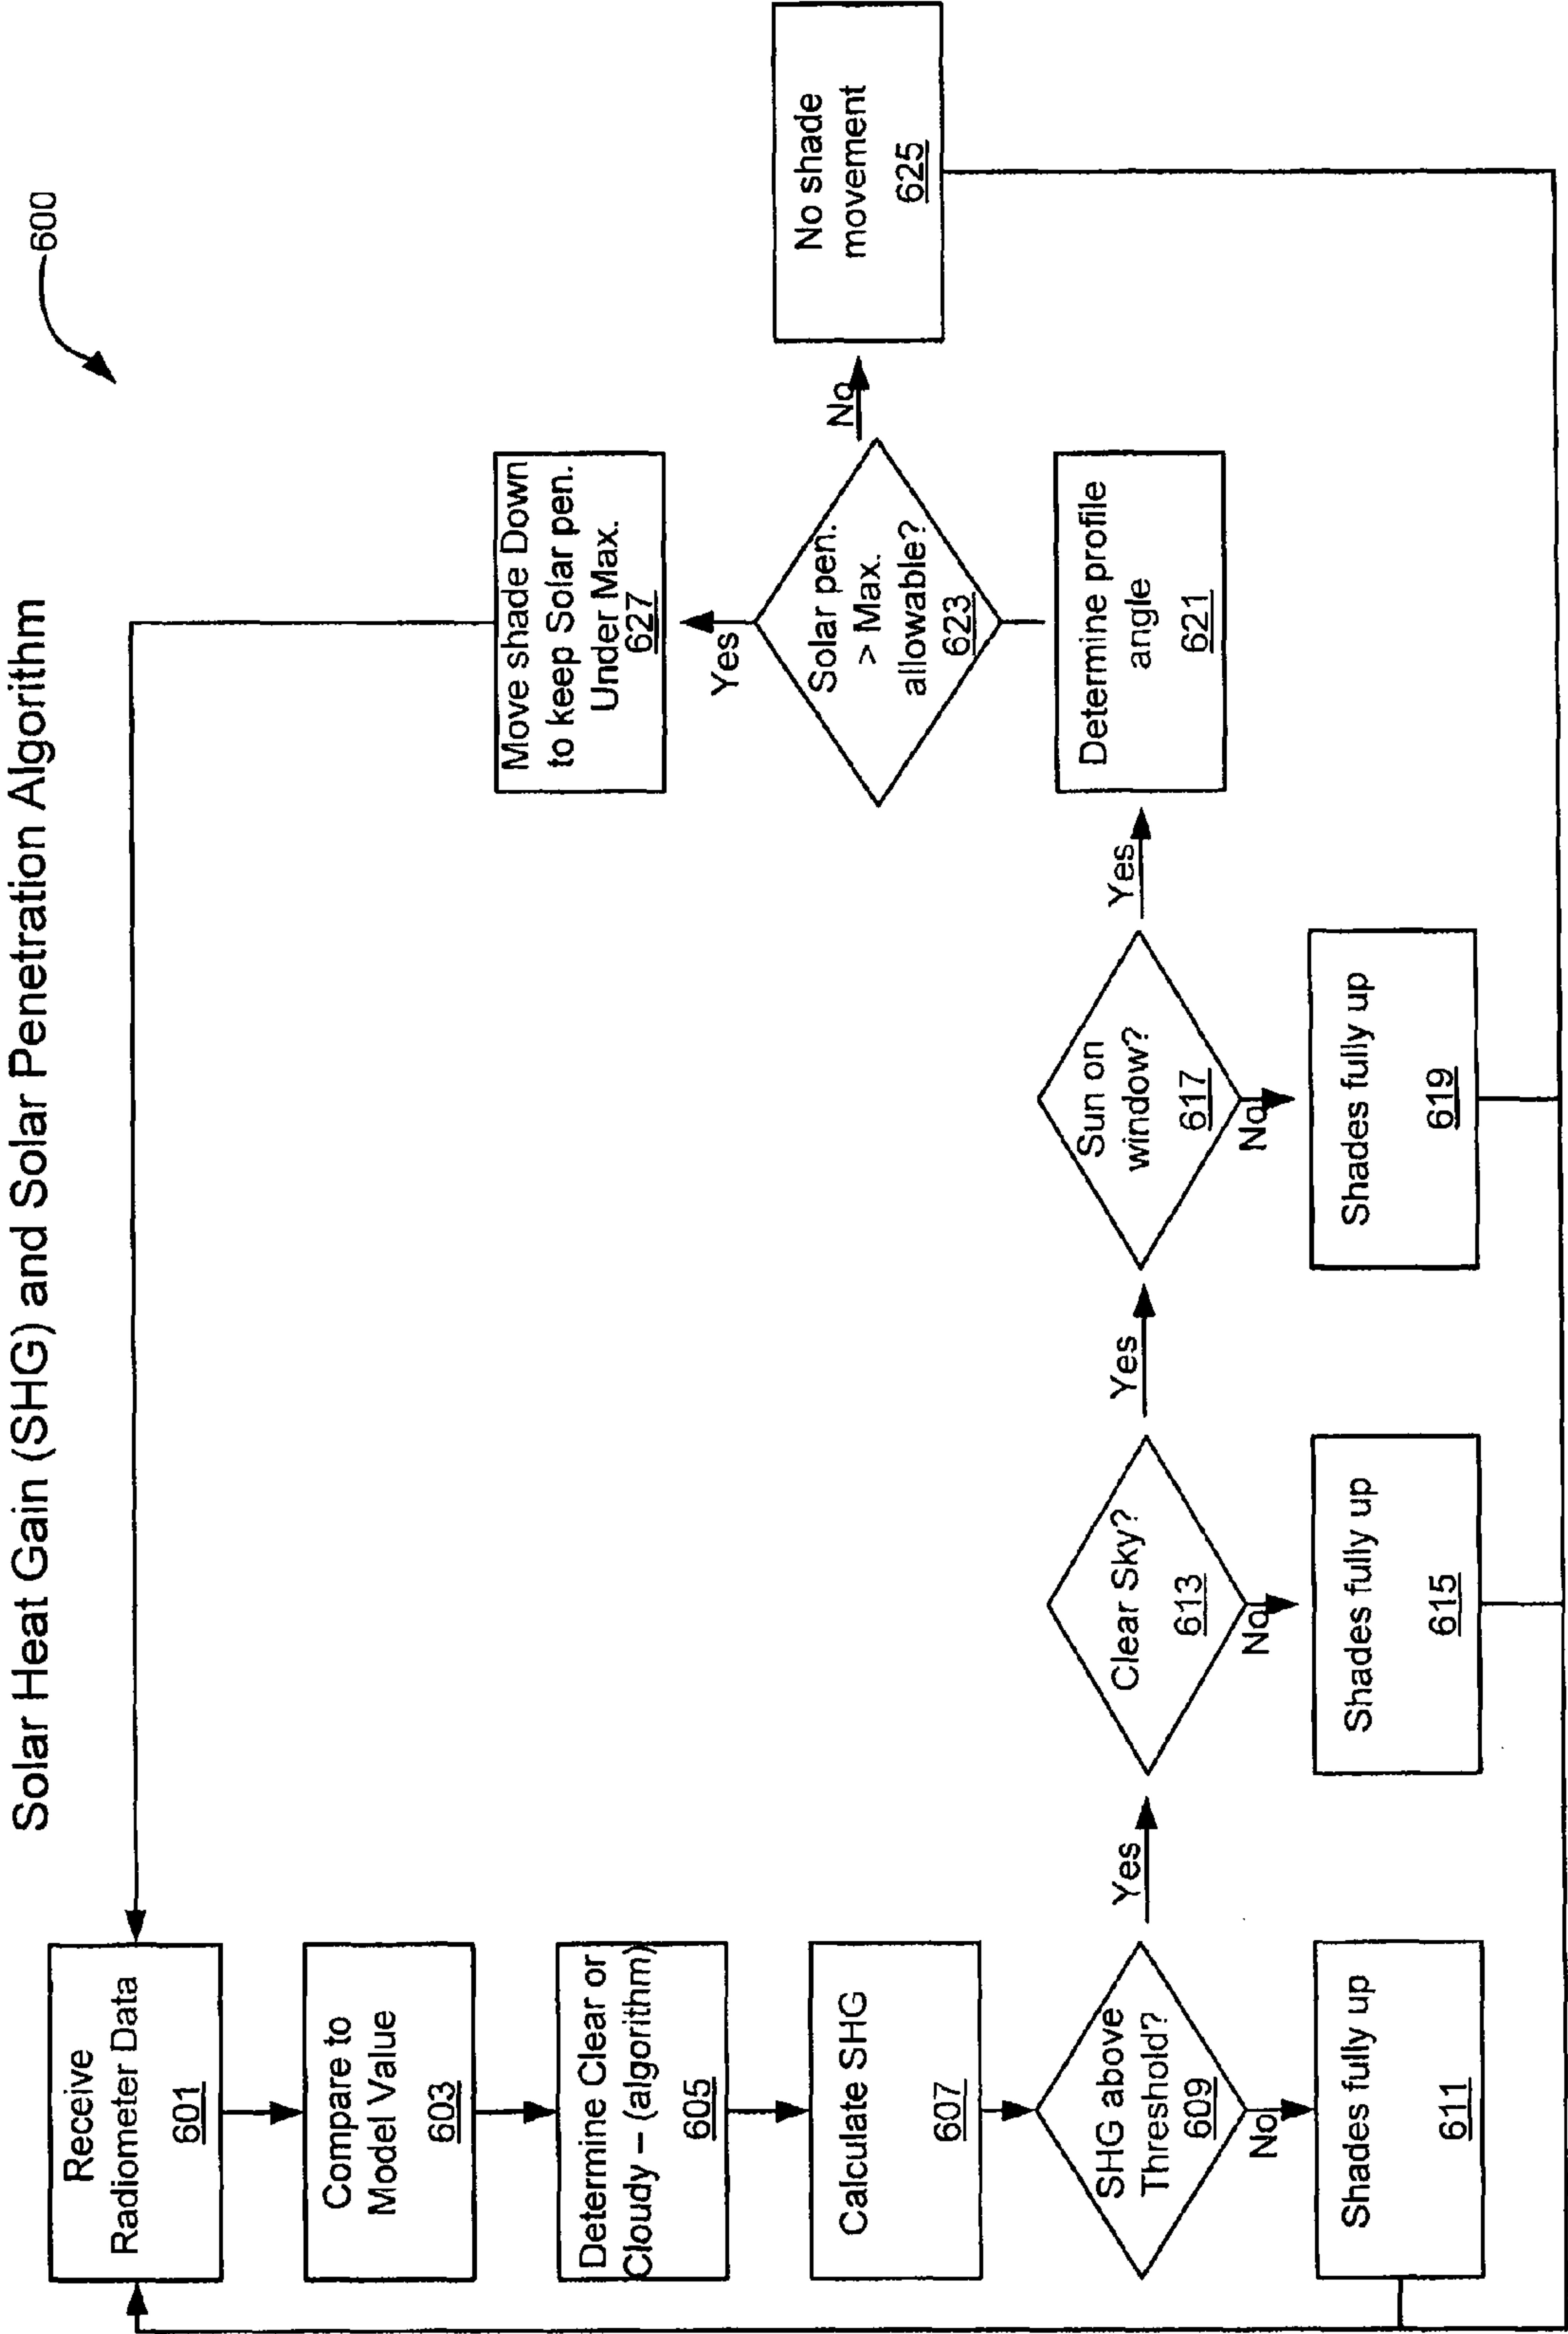 Solar Heat Gain (SHG) and Solar Penetration Algorithm
600
Receive
Radiometer Data
601
Compare to
Model Value
603
Determine Clear or
Cloudy – (algorithm)
605
Calculate SHG
607
SHG above
Threshold?
609
No
Shades fully up
611
Yes
Clear Sky?
613
No
Shades fully up
615
Yes
Sun on
window?
617
No
Shades fully up
619
Yes
Determine profile
angle
621
Solar pen.
> Max.
allowable?
623
Yes
Move shade Down
to keep Solar pen.
Under Max.
627
No
No shade
movement
625